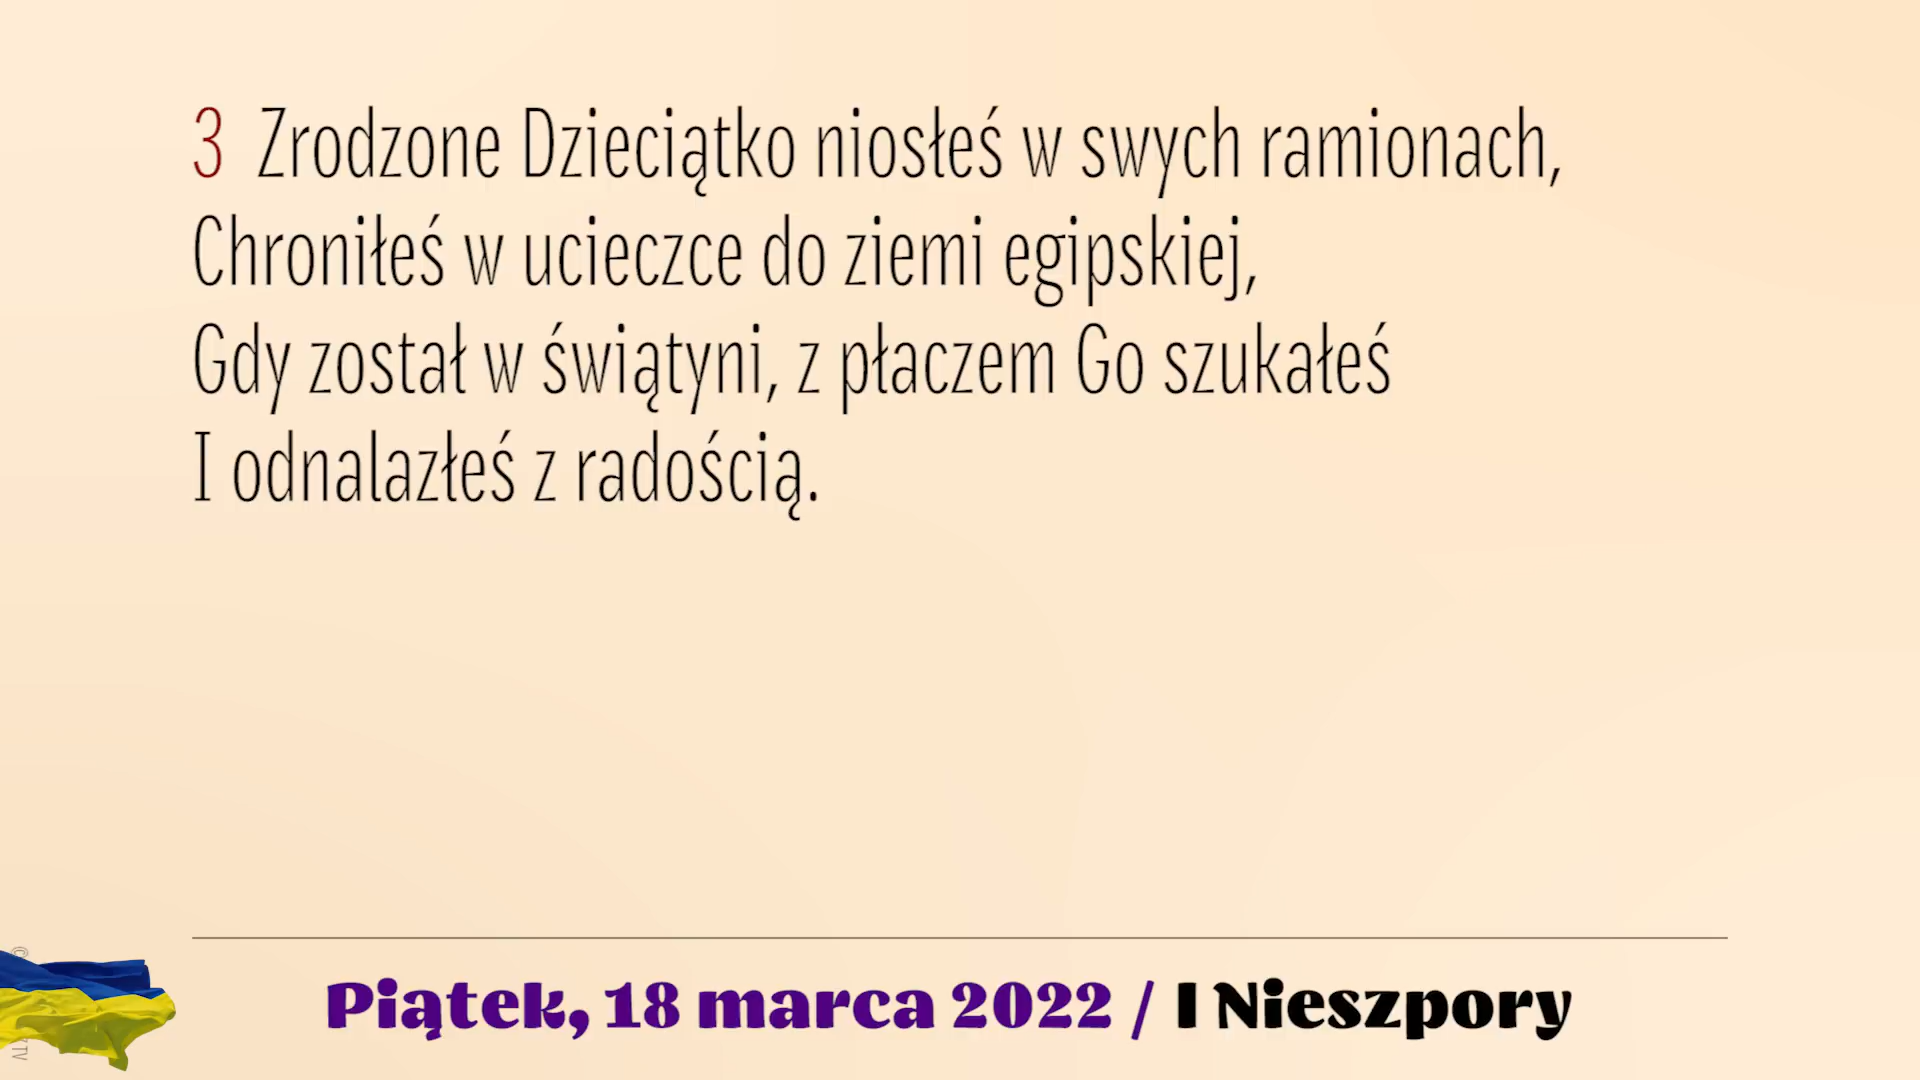 3 Zrodzone Dzieciątko niosłeś w swych ramionach,
Chroniłeś w ucieczce do ziemi egipskiej,
Gdy został w świątyni, z płaczem Go szukałeś
I odnalazłeś z radością.
Piątek, 18 marca 2022 / I Nieszpory